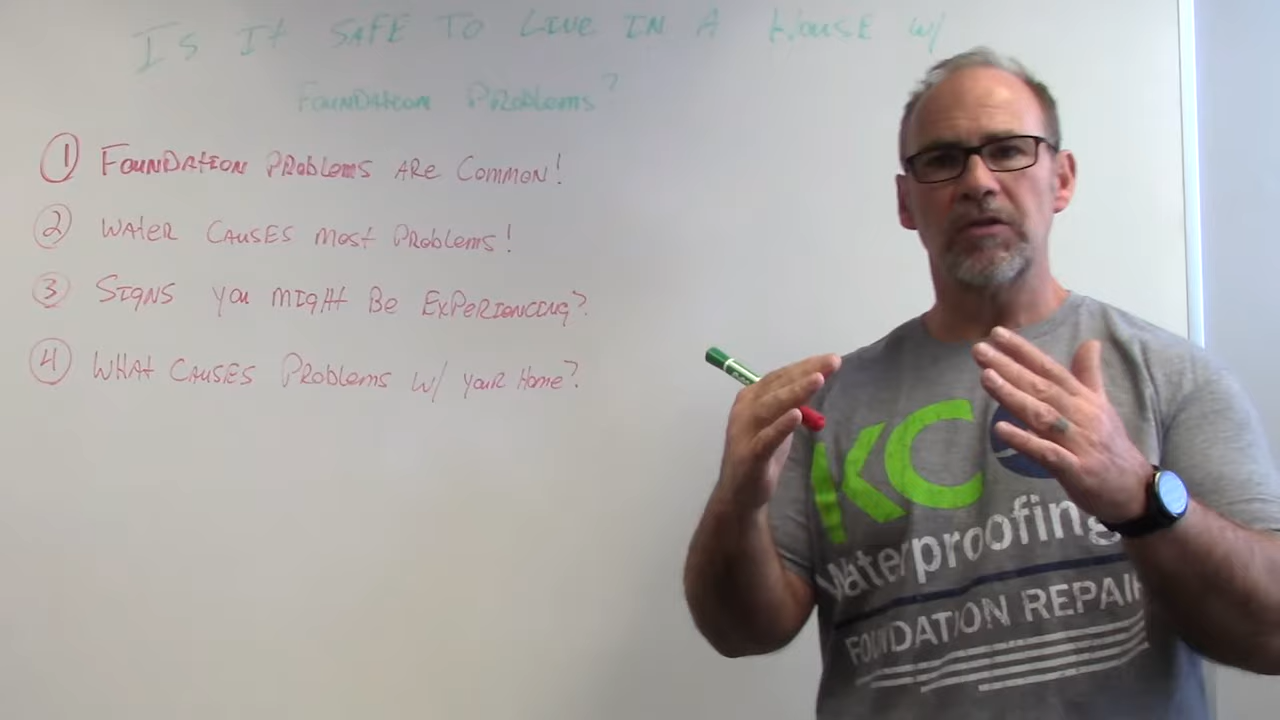 Is It SAFE TO LIVE IN A HOUSE w/
FOUNDATION PROBLEMS?
1 FOUNDATION PROBLEMS ARE COMMON!
2 WATER CAUSES MOST PROBLEMS!
3 SIGNS YOU MIGHT BE EXPERIENCING?
4 WHAT CAUSES PROBLEMS w/ YOUR HOME?
KC
Waterproofing
FOUNDATION REPAIR